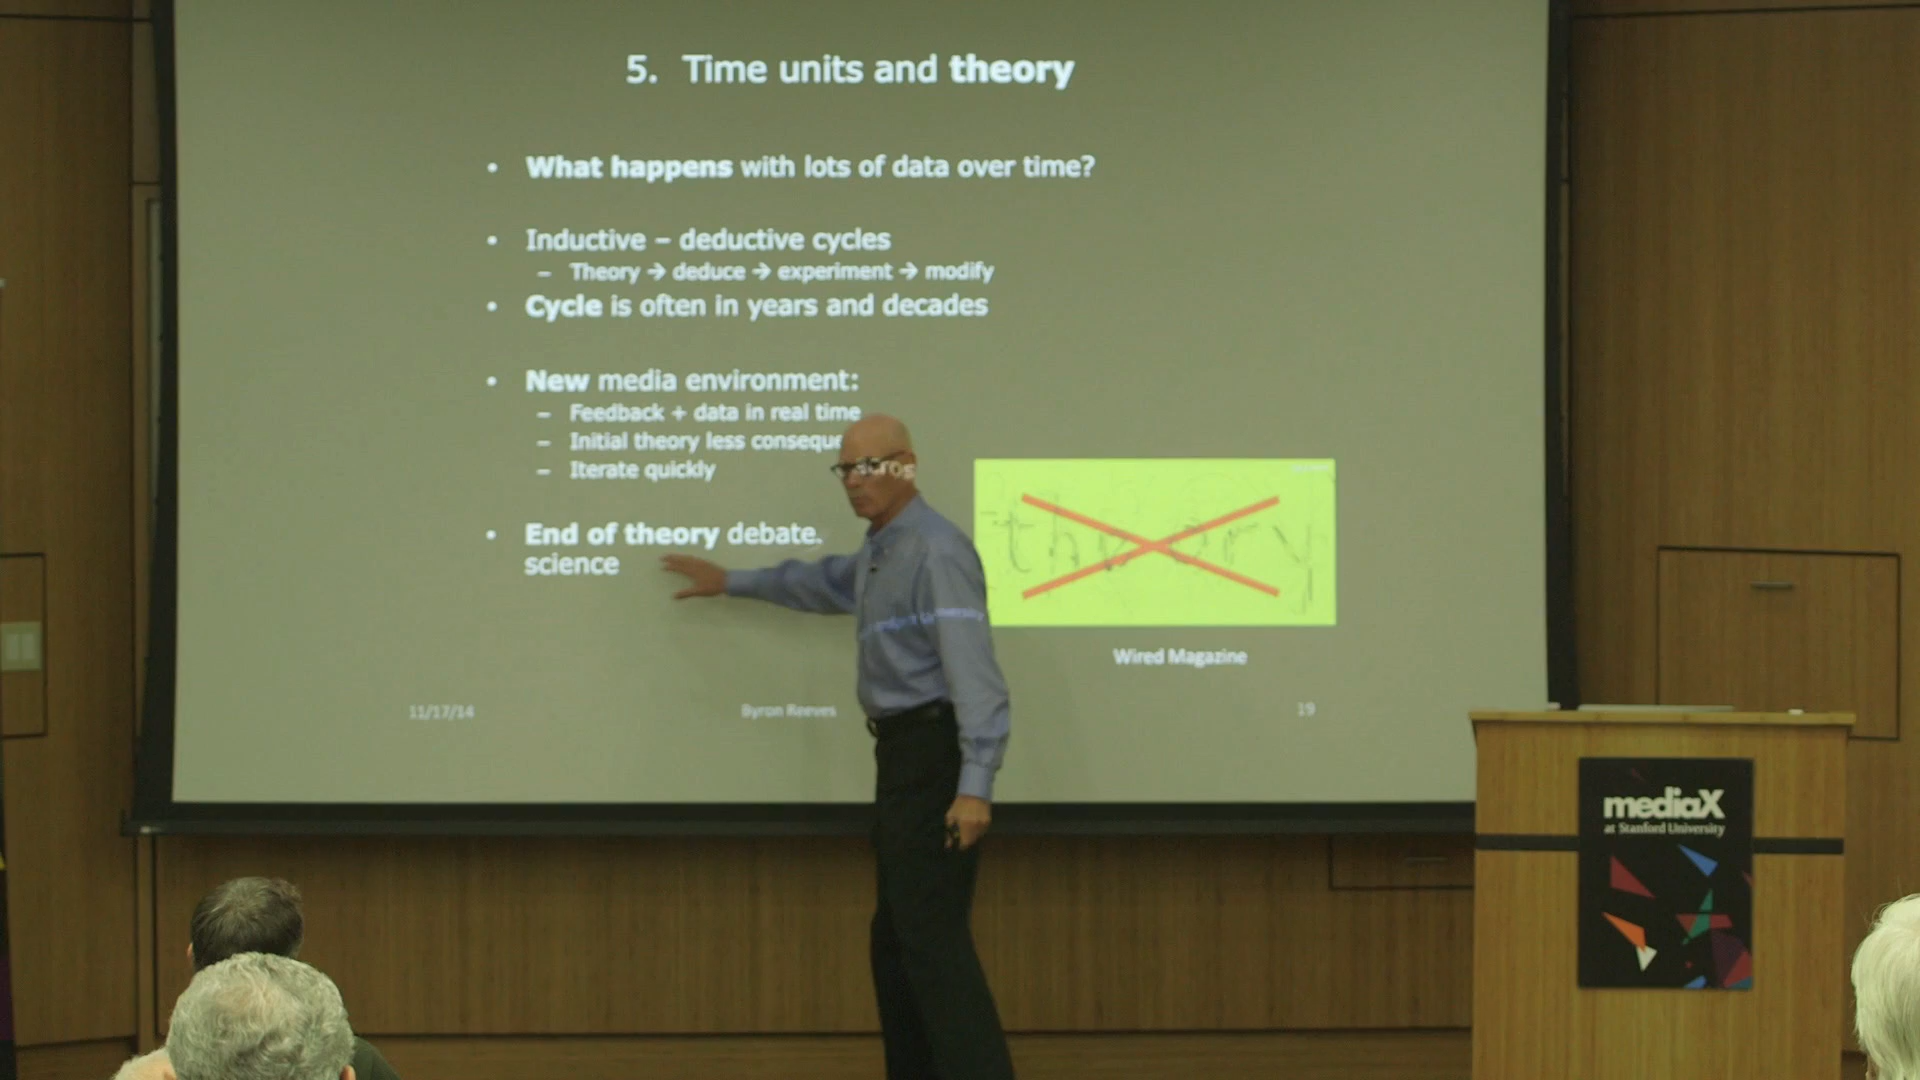 5. Time units and theory
• What happens with lots of data over time?
• Inductive – deductive cycles
– Theory → deduce → experiment → modify
• Cycle is often in years and decades
• New media environment:
– Feedback + data in real time
– Initial theory less conseque
– Iterate quickly
• End of theory debate.
science
theory
Wired Magazine
11/17/14
Byron Reeves
19
mediaX
at Stanford University